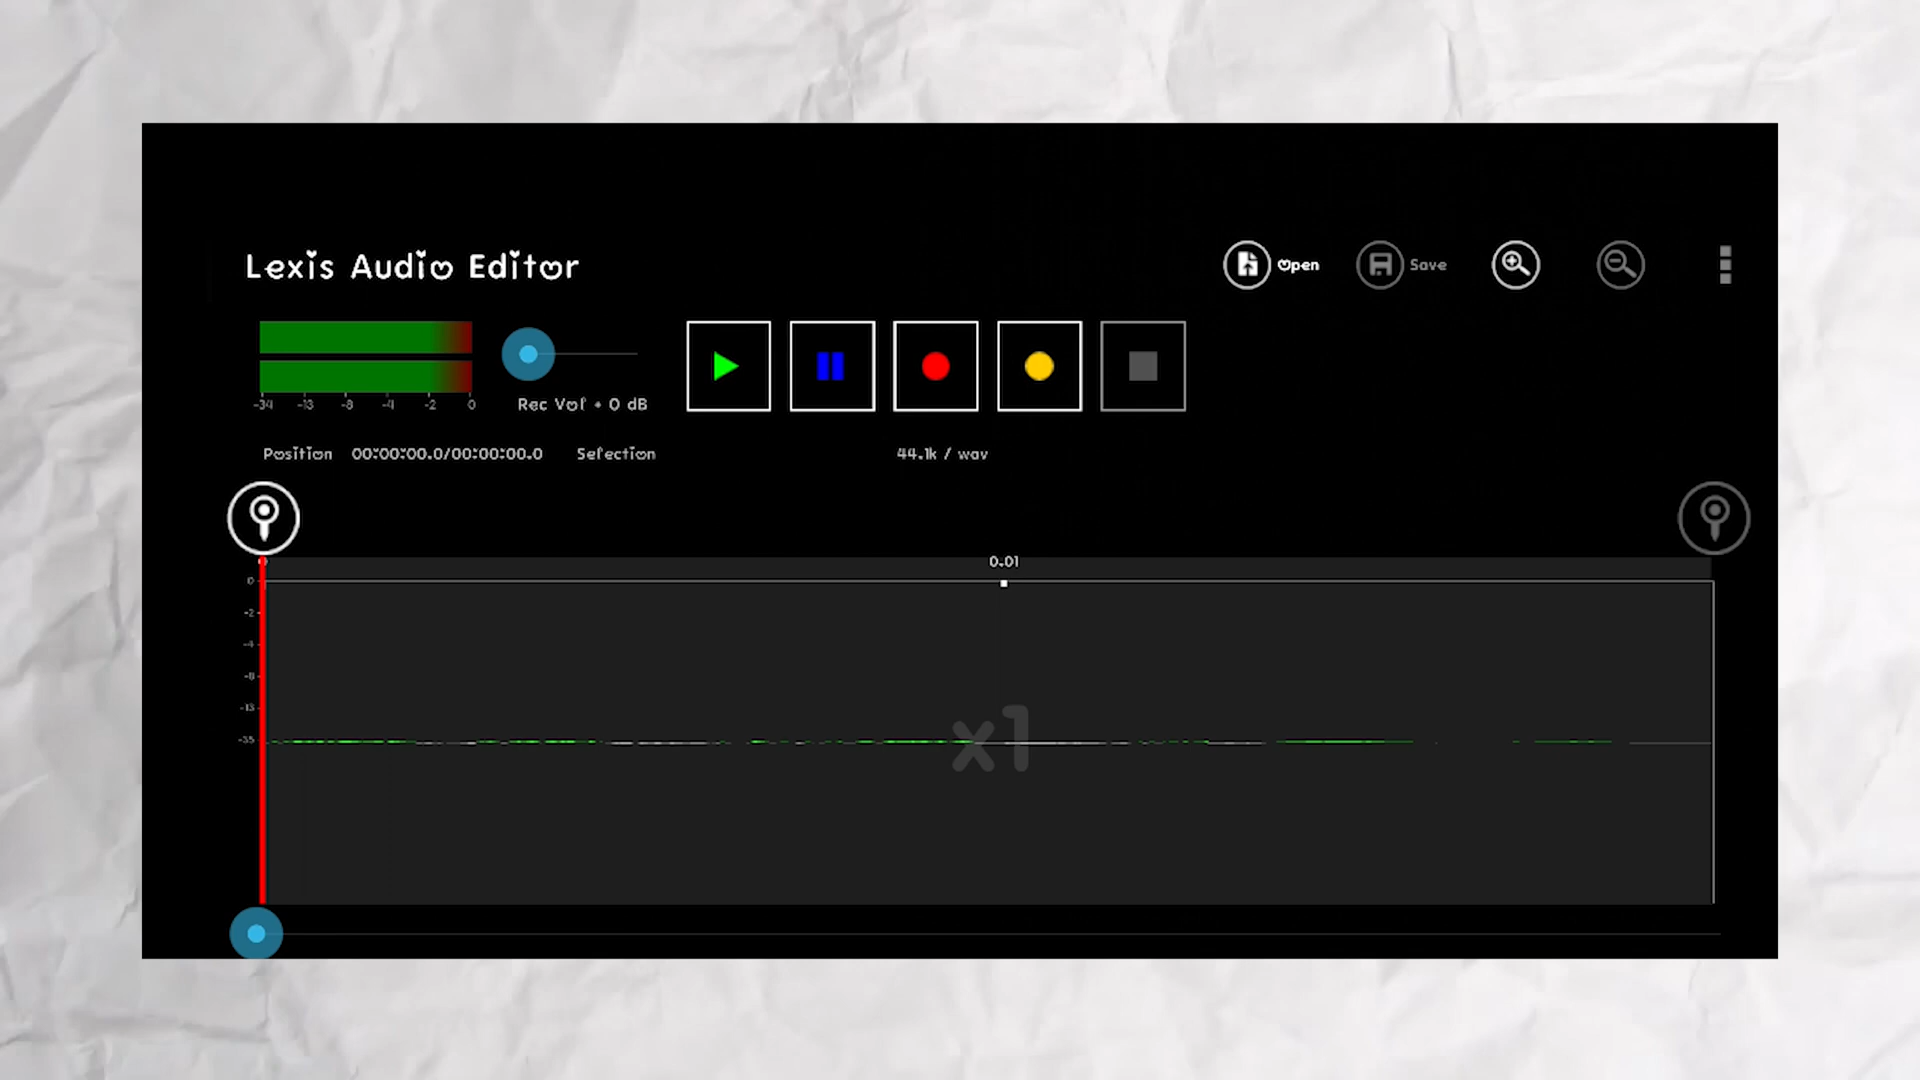 Lexis Audio Editor
Open
Save
-34 -13 -8 -4 -2 0
Rec Vol + 0 dB
Position 00:00:00.0/00:00:00.0 Selection 44.1k / wav
0.01
0
-2
-4
-8
-13
-35
x1